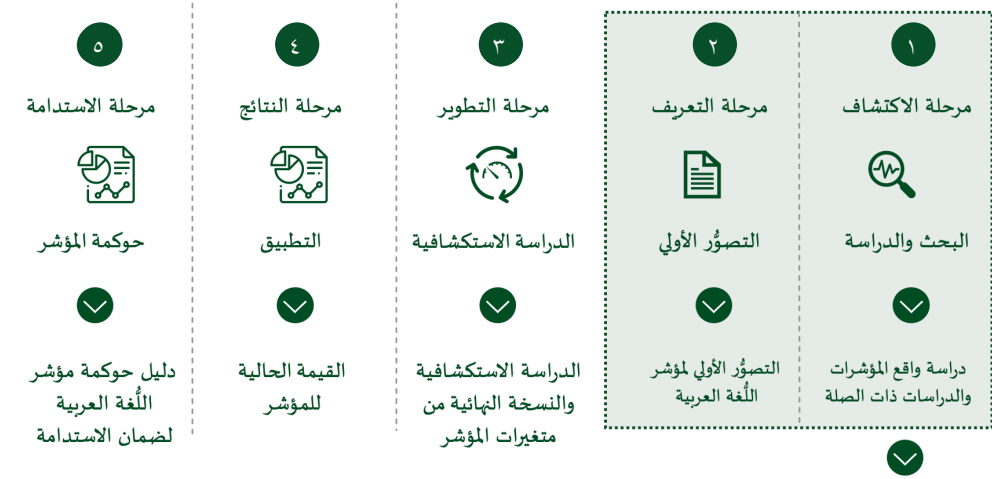 ١
مرحلة الاكتشاف
البحث والدراسة
دراسة واقع المؤشرات
والدراسات ذات الصلة
٢
مرحلة التعريف
التصوُّر الأولي
التصوُّر الأولي لمؤشر
اللُّغة العربية
٣
مرحلة التطوير
الدراسة الاستكشافية
الدراسة الاستكشافية
والنسخة النهائية من
متغيرات المؤشر
٤
مرحلة النتائج
التطبيق
القيمة الحالية
للمؤشر
٥
مرحلة الاستدامة
حوكمة المؤشر
دليل حوكمة مؤشر
اللُّغة العربية
لضمان الاستدامة